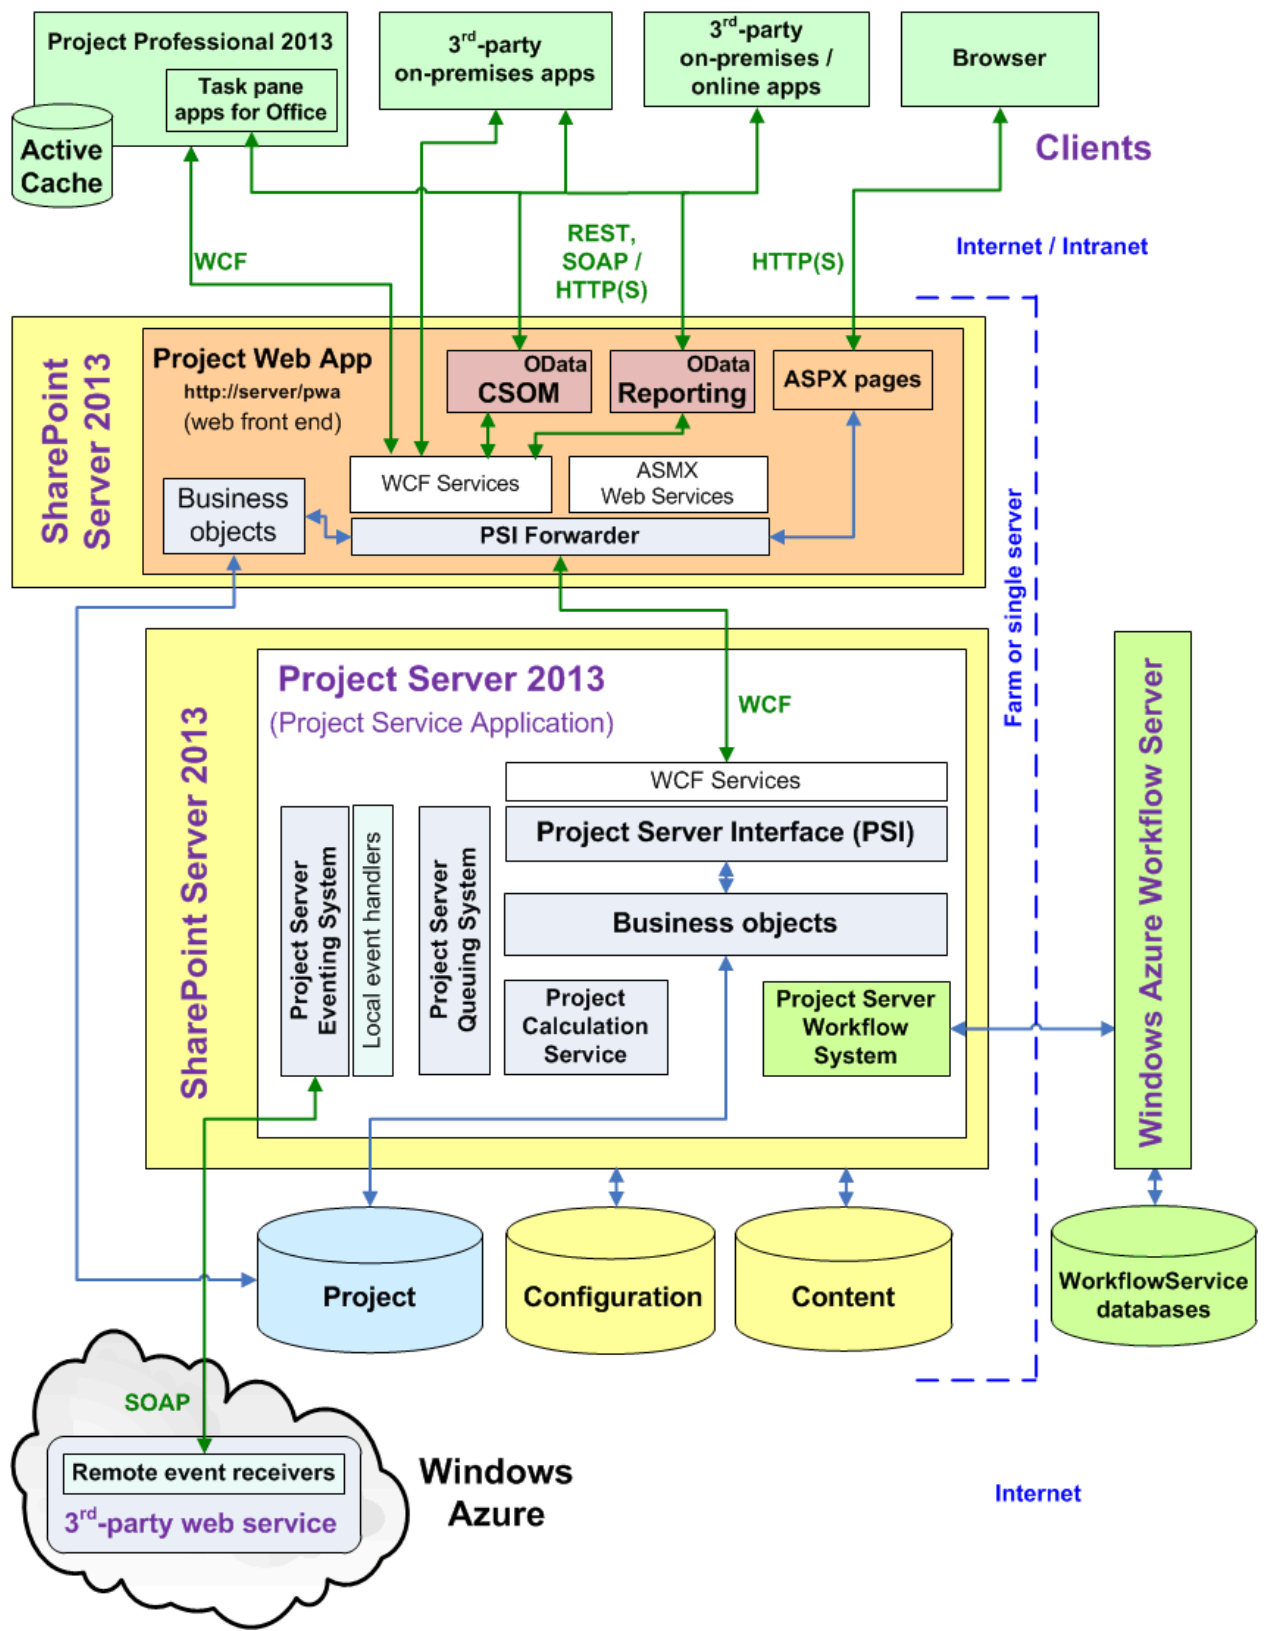 Project Professional 2013
Task pane
apps for Office
Active
Cache
3rd-party
on-premises apps
3rd-party
on-premises /
online apps
Browser
Clients
WCF
REST,
SOAP /
HTTP(S)
HTTP(S)
Internet / Intranet
SharePoint
Server 2013
Project Web App
http://server/pwa
(web front end)
OData
CSOM
OData
Reporting
ASPX pages
WCF Services
ASMX
Web Services
Business
objects
PSI Forwarder
Farm or single server
SharePoint Server 2013
Project Server 2013
(Project Service Application)
WCF
WCF Services
Project Server Interface (PSI)
Business objects
Project Server
Eventing System
Local event handlers
Project Server
Queuing System
Project
Calculation
Service
Project Server
Workflow
System
Windows Azure Workflow Server
Project
Configuration
Content
WorkflowService
databases
SOAP
Remote event receivers
3rd-party web service
Windows
Azure
Internet